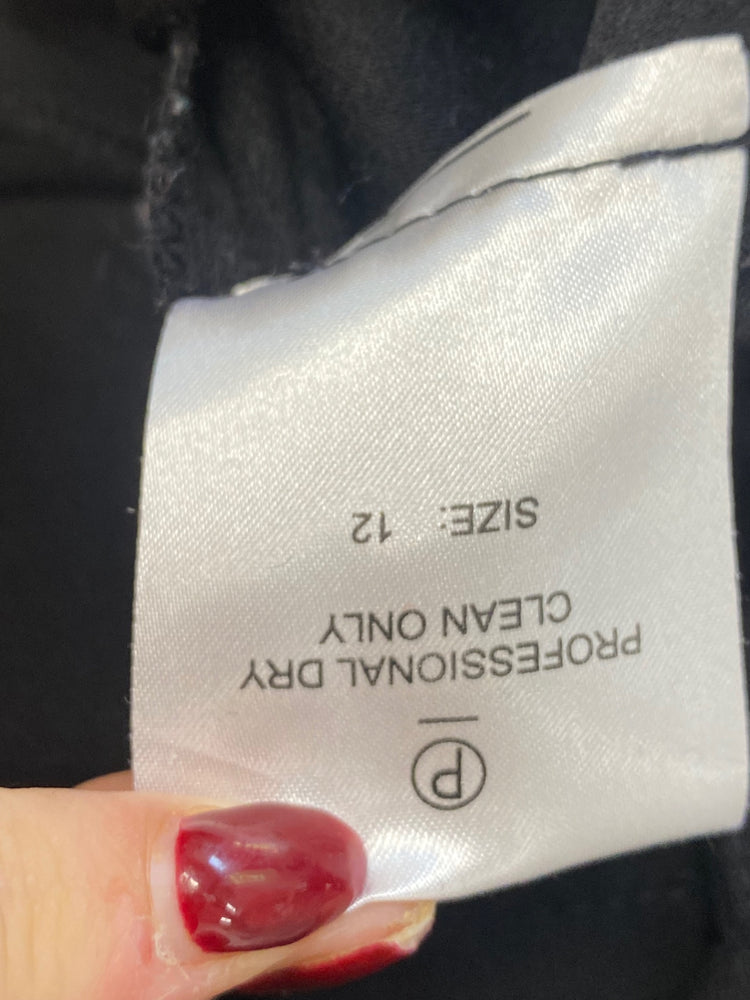 P
PROFESSIONAL DRY
CLEAN ONLY
SIZE: 12